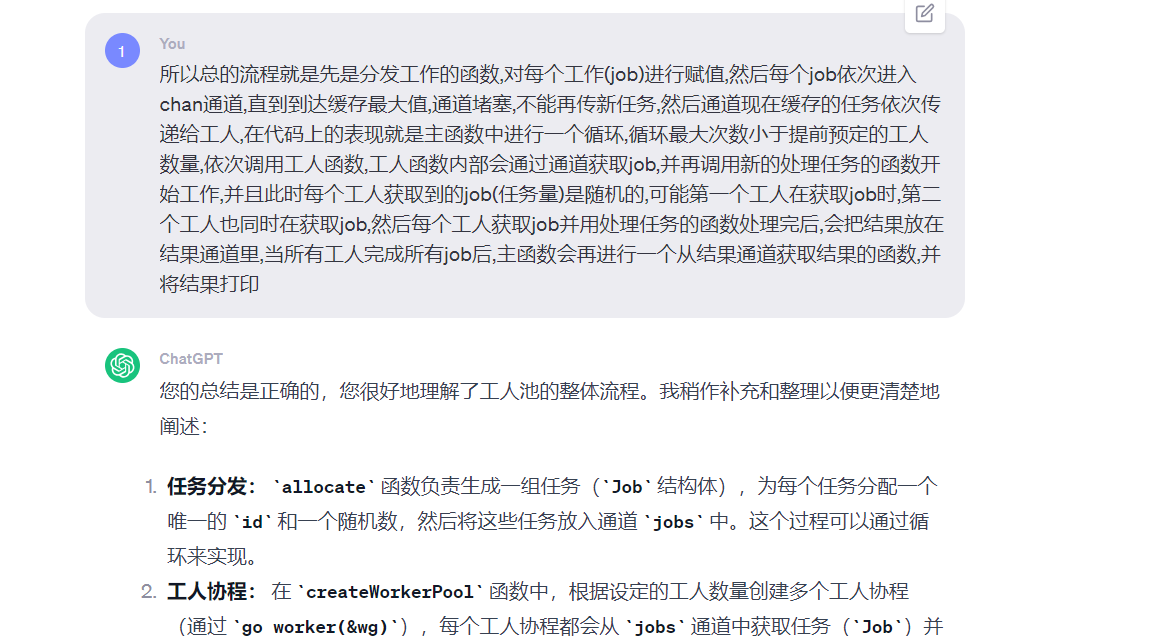 1
You
所以总的流程就是先是分发工作的函数,对每个工作(job)进行赋值,然后每个job依次进入
chan通道,直到到达缓存最大值,通道堵塞,不能再传新任务,然后通道现在缓存的任务依次传
递给工人,在代码上的表现就是主函数中进行一个循环,循环最大次数小于提前预定的工人
数量,依次调用工人函数,工人函数内部会通过通道获取job,并再调用新的处理任务的函数开
始工作,并且此时每个工人获取到的job(任务量)是随机的,可能第一个工人在获取job时,第二
个工人也同时在获取job,然后每个工人获取job并用处理任务的函数处理完后,会把结果放在
结果通道里,当所有工人完成所有job后,主函数会再进行一个从结果通道获取结果的函数,并
将结果打印
ChatGPT
您的总结是正确的，您很好地理解了工人池的整体流程。我稍作补充和整理以便更清楚地
阐述：
1. 任务分发： `allocate` 函数负责生成一组任务（`Job` 结构体），为每个任务分配一个
唯一的 `id` 和一个随机数，然后将这些任务放入通道 `jobs` 中。这个过程可以通过循
环来实现。
2. 工人协程： 在 `createWorkerPool` 函数中，根据设定的工人数量创建多个工人协程
（通过 `go worker(&wg)`），每个工人协程都会从 `jobs` 通道中获取任务（`Job`）并